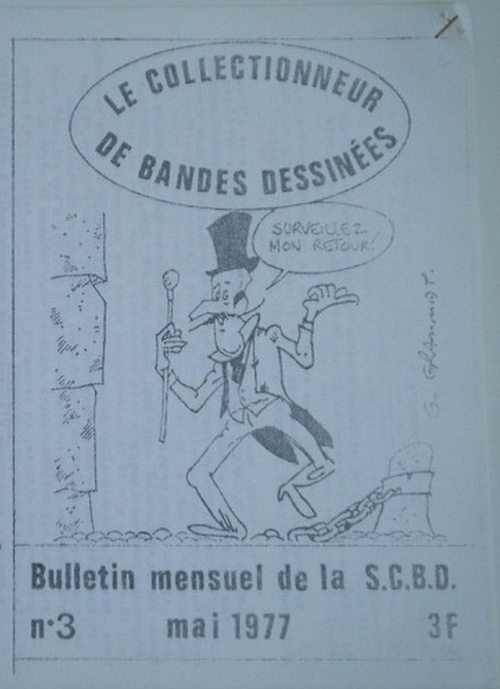 LE COLLECTIONNEUR
DE BANDES DESSINÉES
SURVEILLEZ
MON RETOUR!
Bulletin mensuel de la S.C.B.D.
n·3 mai 1977 3F